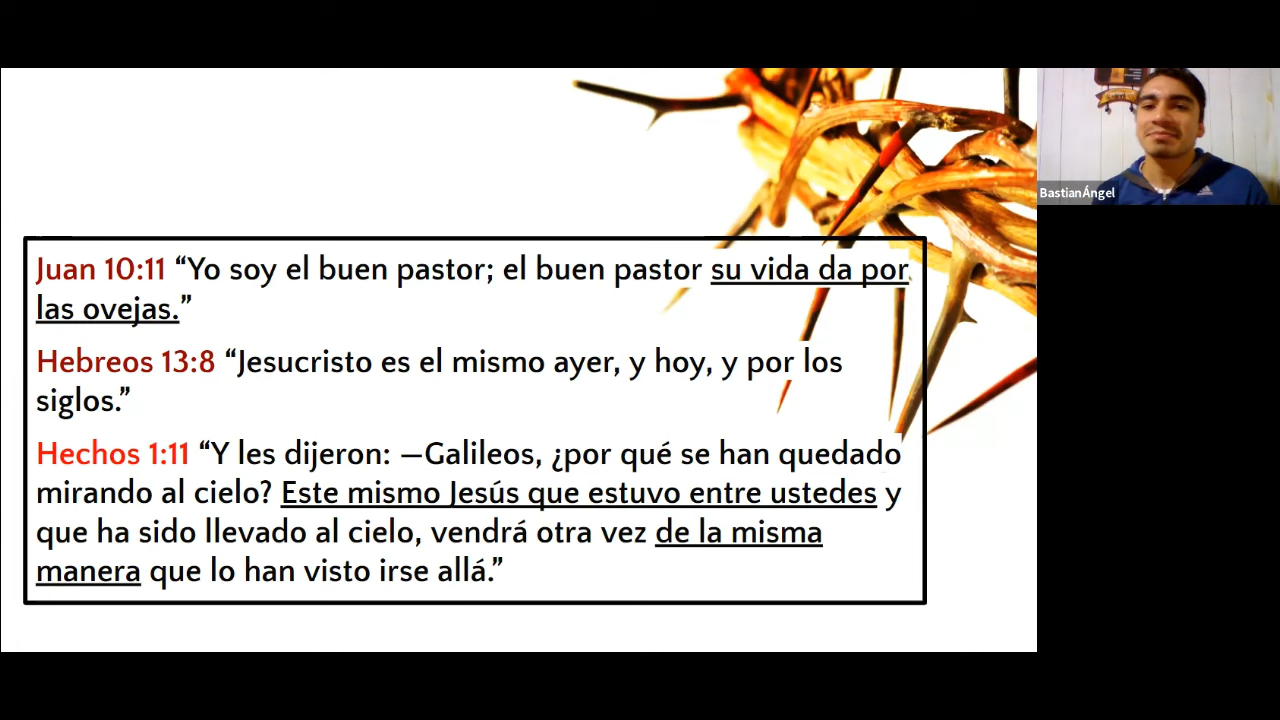 Juan 10:11 “Yo soy el buen pastor; el buen pastor su vida da por
las ovejas.”
Hebreos 13:8 “Jesucristo es el mismo ayer, y hoy, y por los
siglos.”
Hechos 1:11 “Y les dijeron: —Galileos, ¿por qué se han quedado
mirando al cielo? Este mismo Jesús que estuvo entre ustedes y
que ha sido llevado al cielo, vendrá otra vez de la misma
manera que lo han visto irse allá.”
BastianÁngel